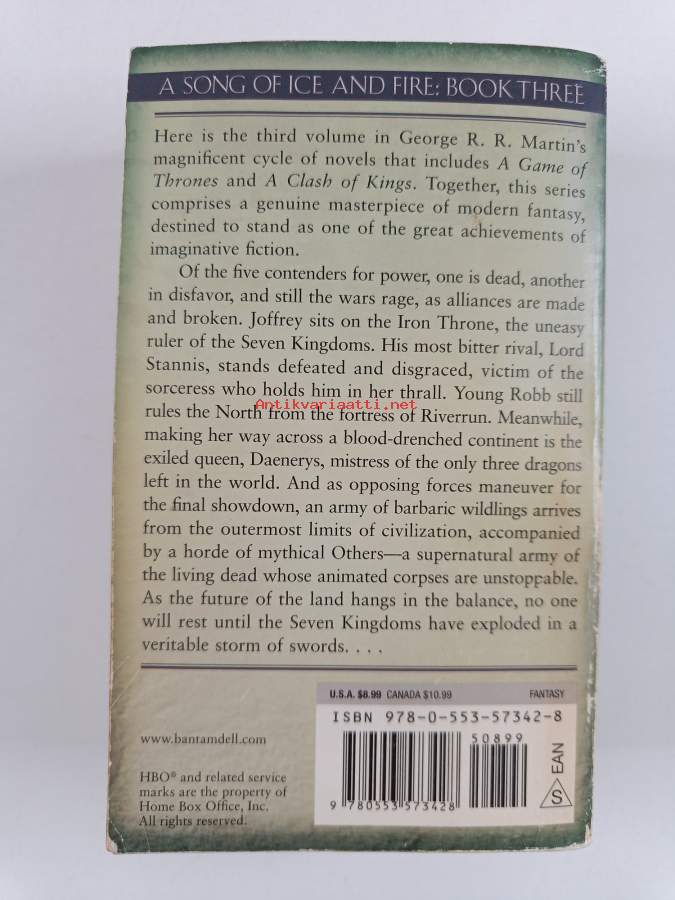 A SONG OF ICE AND FIRE: BOOK THREE
Here is the third volume in George R. R. Martin's
magnificent cycle of novels that includes A Game of
Thrones and A Clash of Kings. Together, this series
comprises a genuine masterpiece of modern fantasy,
destined to stand as one of the great achievements of
imaginative fiction.
Of the five contenders for power, one is dead, another
in disfavor, and still the wars rage, as alliances are made
and broken. Joffrey sits on the Iron Throne, the uneasy
ruler of the Seven Kingdoms. His most bitter rival, Lord
Stannis, stands defeated and disgraced, victim of the
sorceress who holds him in her thrall. Young Robb still
Antikvariaatti.net
rules the North from the fortress of Riverrun. Meanwhile,
making her way across a blood-drenched continent is the
exiled queen, Daenerys, mistress of the only three dragons
left in the world. And as opposing forces maneuver for
the final showdown, an army of barbaric wildlings arrives
from the outermost limits of civilization, accompanied
by a horde of mythical Others—a supernatural army of
the living dead whose animated corpses are unstoppable.
As the future of the land hangs in the balance, no one
will rest until the Seven Kingdoms have exploded in a
veritable storm of swords. . . .
U.S.A. $8.99 CANADA $10.99 FANTASY
ISBN 978-0-553-57342-8
50899
EAN
S
9 780553 573428
www.bantamdell.com
HBO® and related service
marks are the property of
Home Box Office, Inc.
All rights reserved.